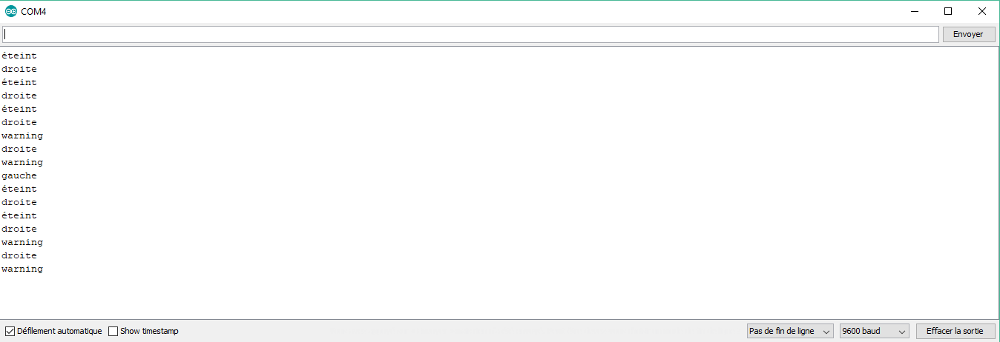 COM4
Envoyer
éteint
droite
éteint
droite
éteint
droite
warning
droite
warning
gauche
éteint
droite
éteint
droite
warning
droite
warning
Défilement automatique Show timestamp Pas de fin de ligne 9600 baud Effacer la sortie